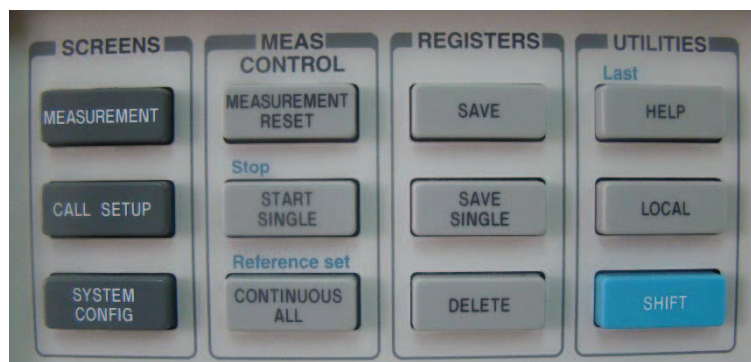 SCREENS
MEASUREMENT
CALL SETUP
SYSTEM
CONFIG
MEAS
CONTROL
MEASUREMENT
RESET
Stop
START
SINGLE
Reference set
CONTINUOUS
ALL
REGISTERS
SAVE
SAVE
SINGLE
DELETE
UTILITIES
Last
HELP
LOCAL
SHIFT